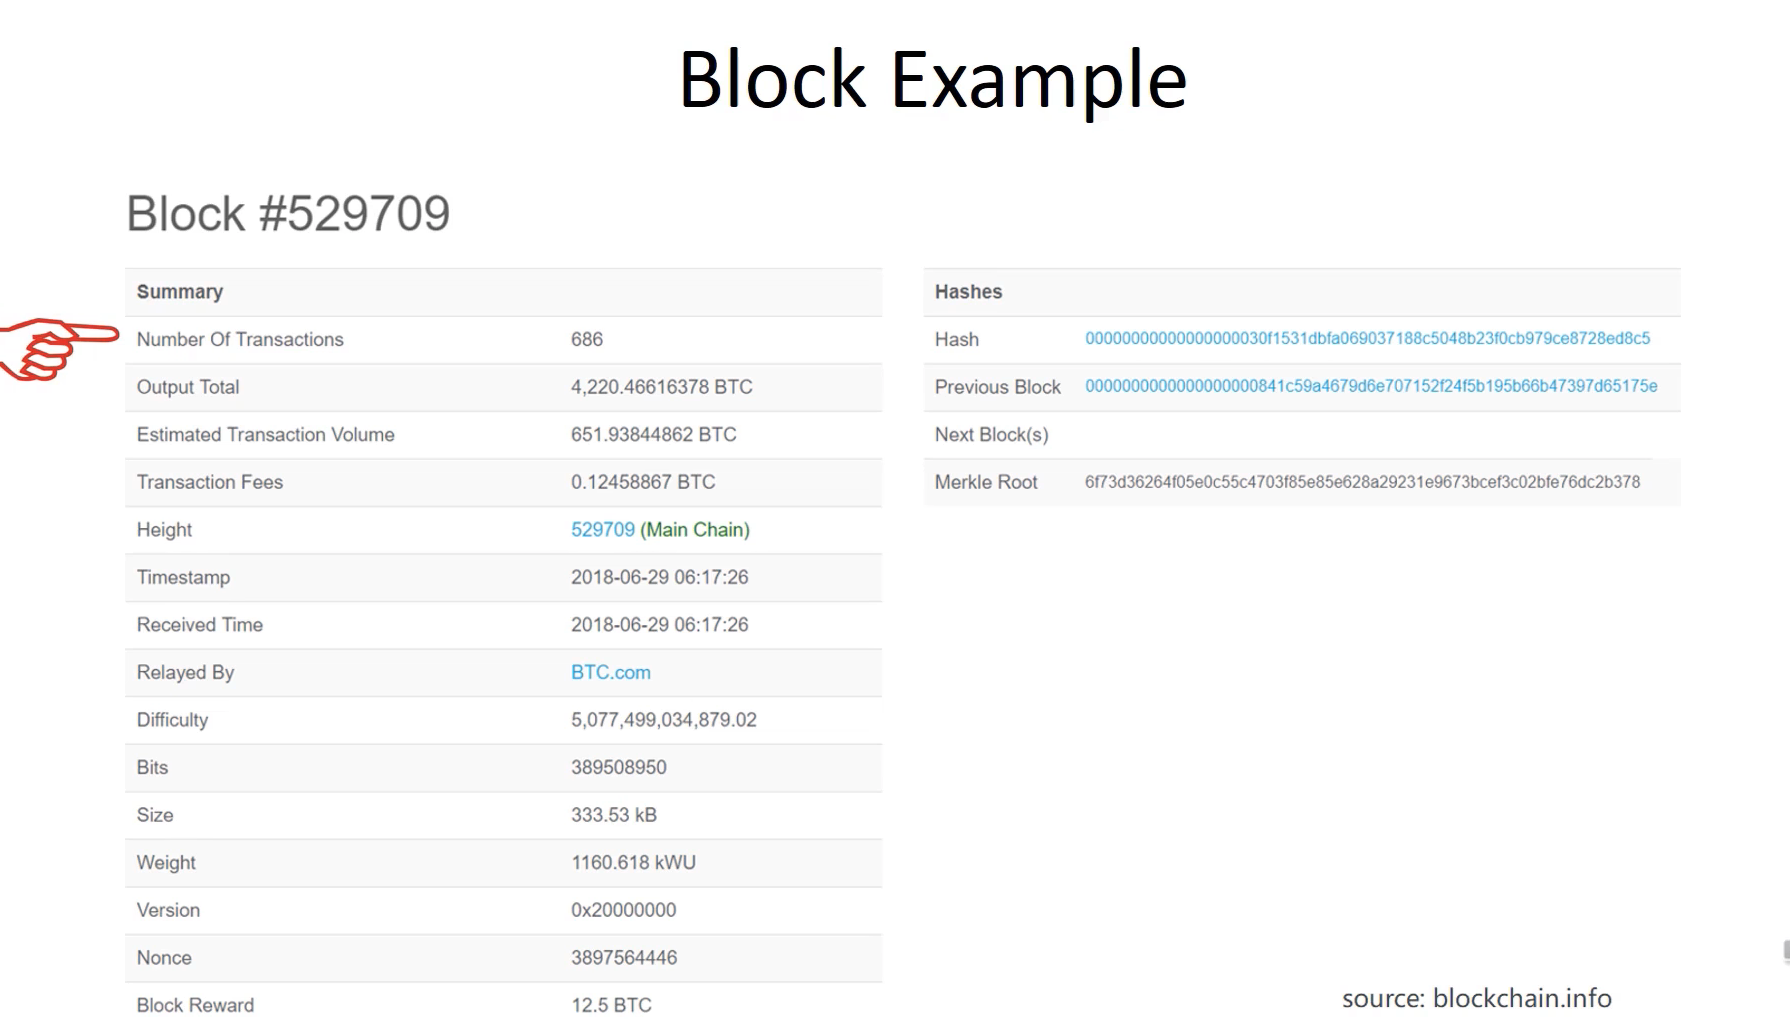 Block Example
Block #529709
Summary
Number Of Transactions 686
Output Total 4,220.46616378 BTC
Estimated Transaction Volume 651.93844862 BTC
Transaction Fees 0.12458867 BTC
Height 529709 (Main Chain)
Timestamp 2018-06-29 06:17:26
Received Time 2018-06-29 06:17:26
Relayed By BTC.com
Difficulty 5,077,499,034,879.02
Bits 389508950
Size 333.53 kB
Weight 1160.618 kWU
Version 0x20000000
Nonce 3897564446
Block Reward 12.5 BTC
Hashes
Hash 00000000000000000030f1531dbfa069037188c5048b23f0cb979ce8728ed8c5
Previous Block 0000000000000000000841c59a4679d6e707152f24f5b195b66b47397d65175e
Next Block(s)
Merkle Root 6f73d36264f05e0c55c4703f85e85e628a29231e9673bcef3c02bfe76dc2b378
source: blockchain.info